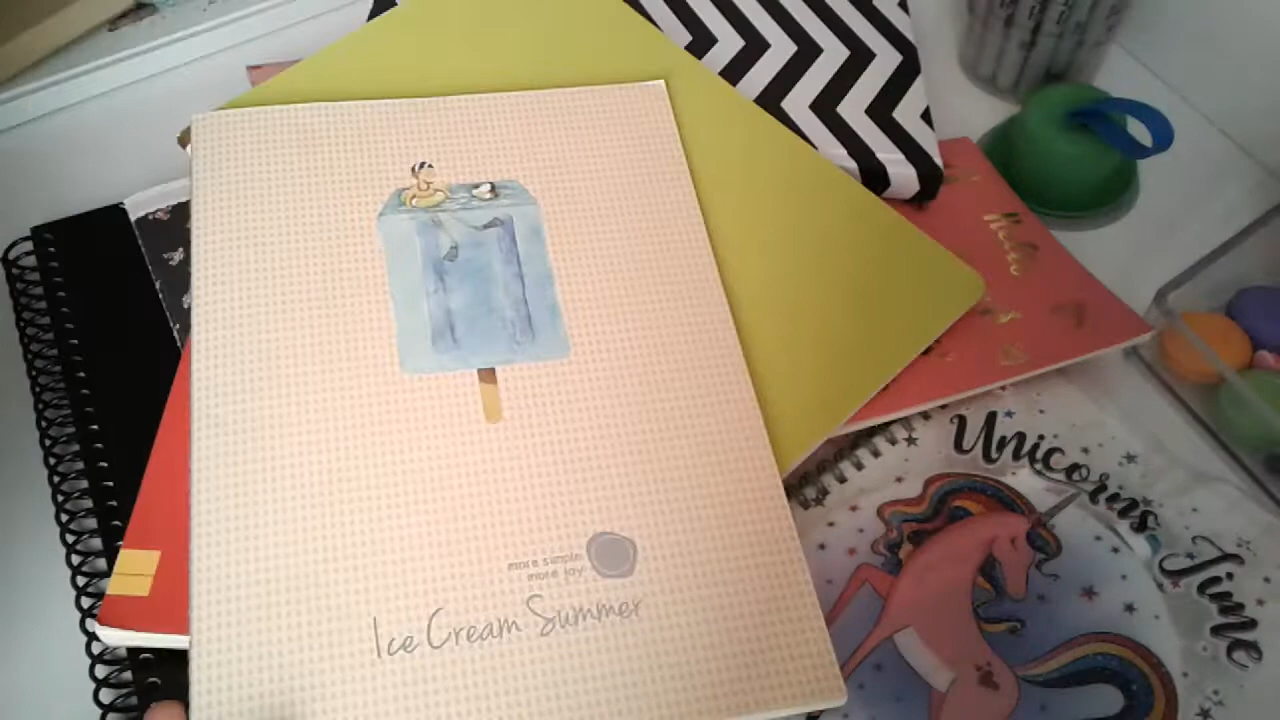 Hello
Unicorns Time
more simple
more joy
Ice Cream Summer